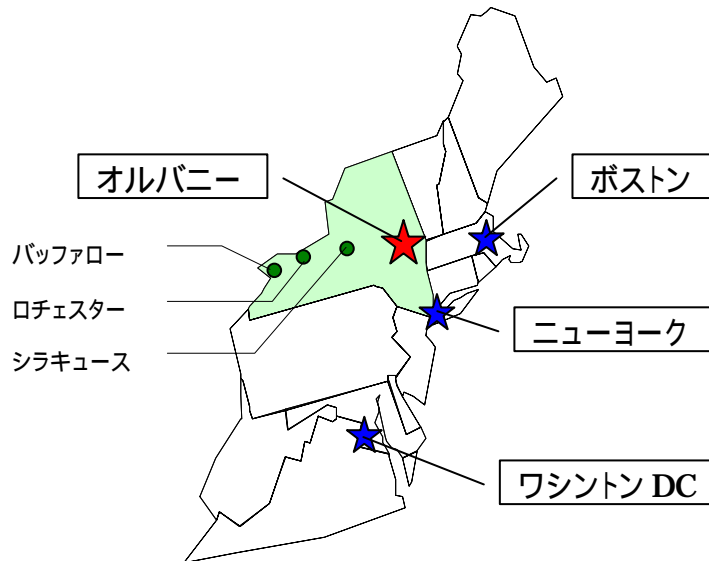 オルバニー
ボストン
バッファロー
ロチェスター
ニューヨーク
シラキュース
ワシントン DC